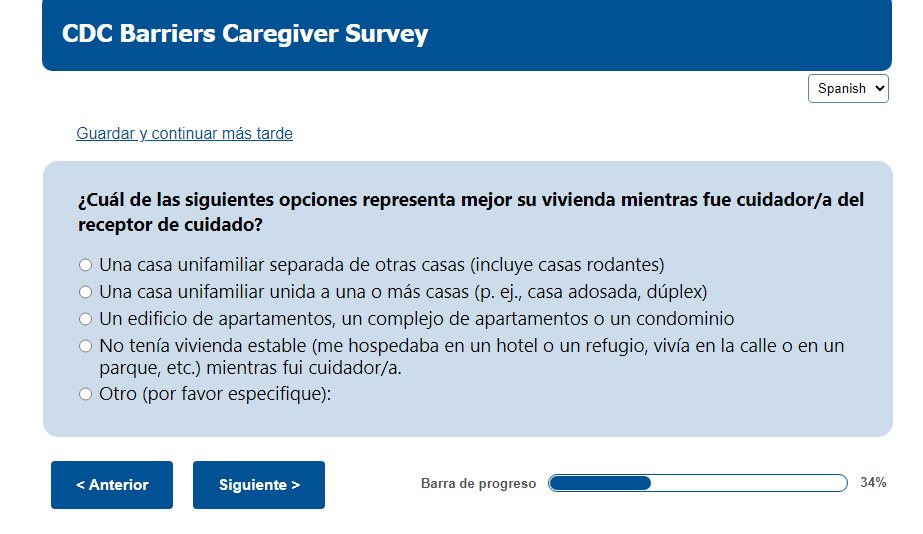 CDC Barriers Caregiver Survey
Spanish
Guardar y continuar más tarde
¿Cuál de las siguientes opciones representa mejor su vivienda mientras fue cuidador/a del
receptor de cuidado?
Una casa unifamiliar separada de otras casas (incluye casas rodantes)
Una casa unifamiliar unida a una o más casas (p. ej., casa adosada, dúplex)
Un edificio de apartamentos, un complejo de apartamentos o un condominio
No tenía vivienda estable (me hospedaba en un hotel o un refugio, vivía en la calle o en un
parque, etc.) mientras fui cuidador/a.
Otro (por favor especifique):
< Anterior
Siguiente >
Barra de progreso
34%